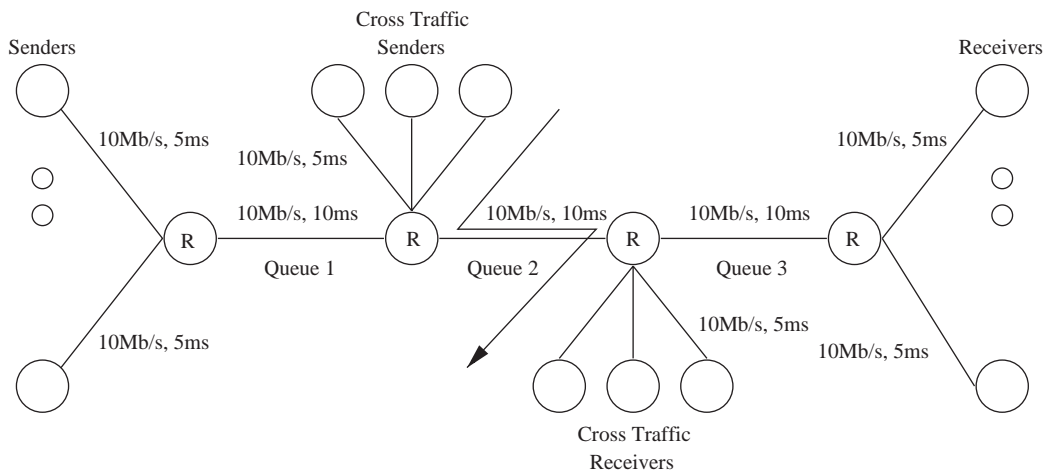 Cross Traffic
Senders
Senders
Receivers
10Mb/s, 5ms
10Mb/s, 5ms
10Mb/s, 5ms
10Mb/s, 10ms
10Mb/s, 10ms
10Mb/s, 10ms
R
R
R
R
Queue 1
Queue 2
Queue 3
10Mb/s, 5ms
10Mb/s, 5ms
10Mb/s, 5ms
Cross Traffic
Receivers